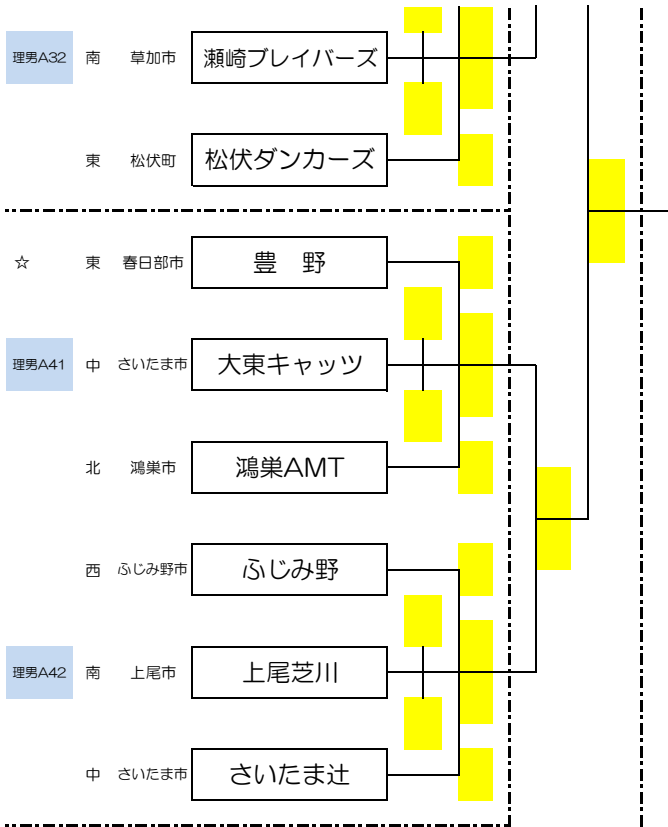 理男A32 南 草加市 瀬崎ブレイバーズ
東 松伏町 松伏ダンカーズ
☆ 東 春日部市 豊　野
理男A41 中 さいたま市 大東キャッツ
北 鴻巣市 鴻巣AMT
西 ふじみ野市 ふじみ野
理男A42 南 上尾市 上尾芝川
中 さいたま市 さいたま辻